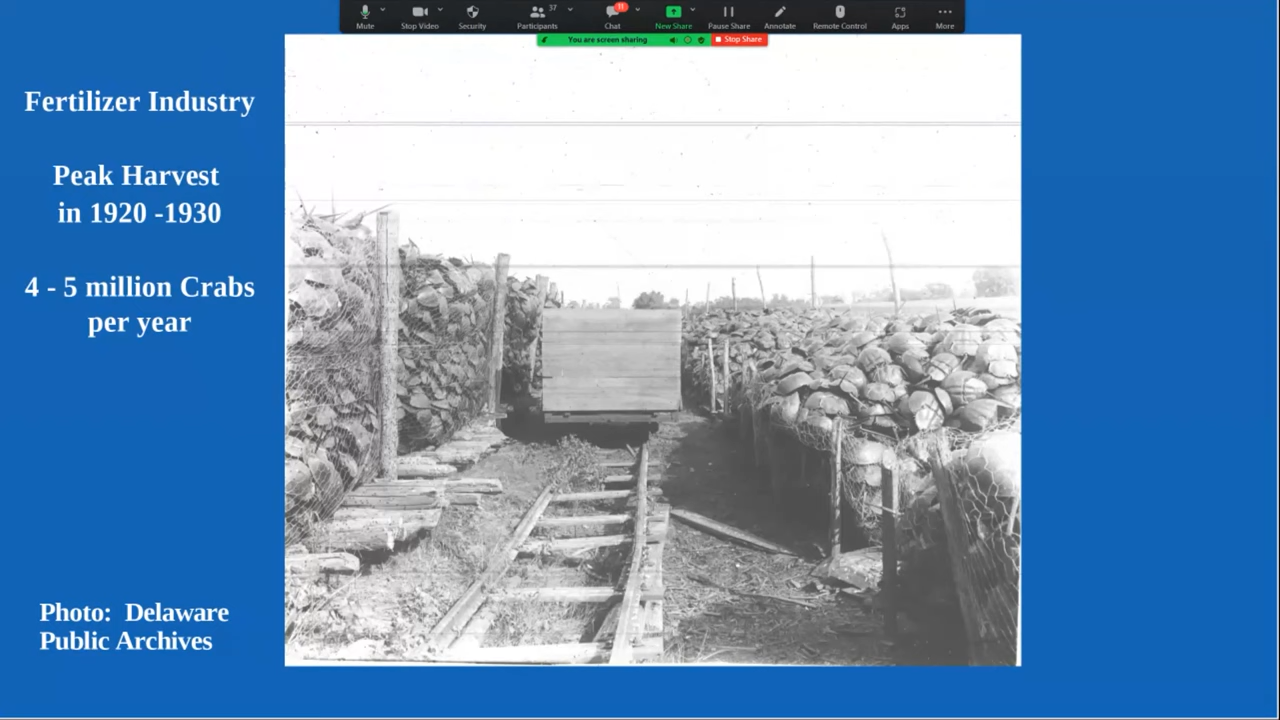 Mute
Stop Video
Security
37
Participants
11
Chat
New Share
Pause Share
Annotate
Remote Control
Apps
More
You are screen sharing
Stop Share
Fertilizer Industry
Peak Harvest
in 1920 -1930
4 - 5 million Crabs
per year
Photo: Delaware
Public Archives